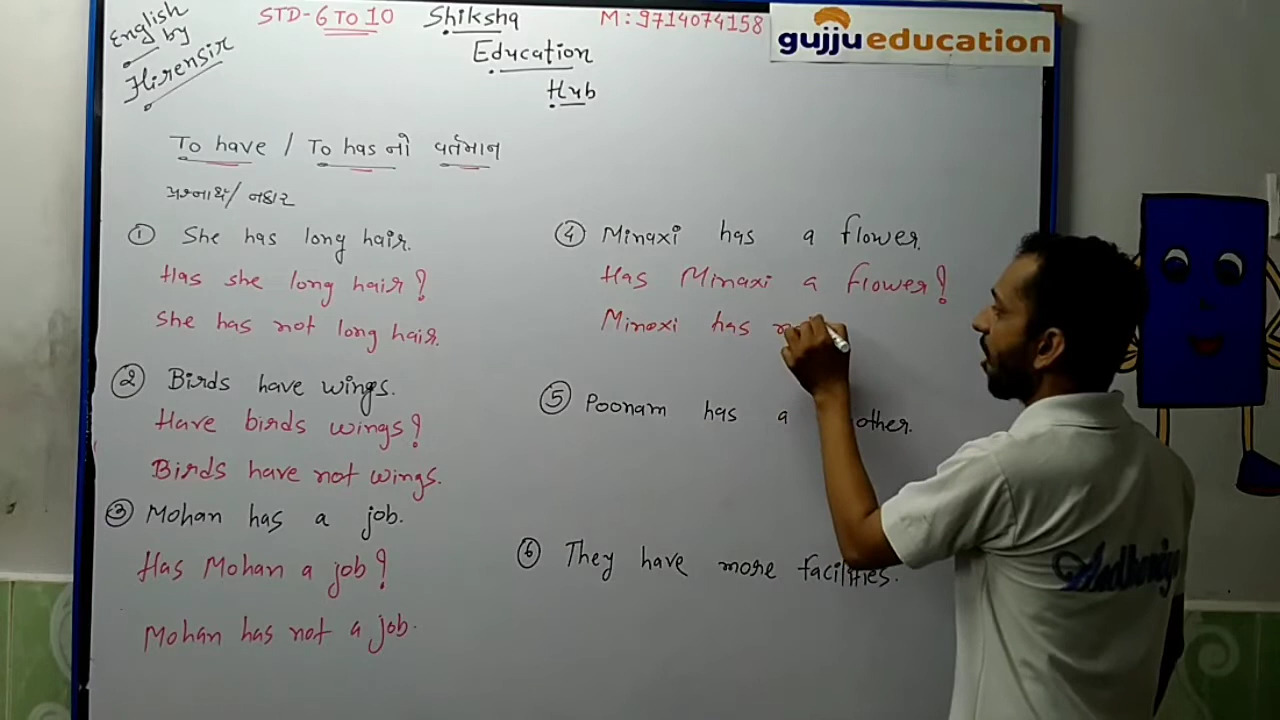 English by Hirensir
STD-6 TO 10
Shiksha
Education
Hub
M: 9714074158
gujju education
To have / To has નો વર્તમાન
પ્રશ્નાર્થ/નકાર
① She has long hair.
Has she long hair?
She has not long hair.
② Birds have wings.
Have birds wings?
Birds have not wings.
③ Mohan has a job.
Has Mohan a job?
Mohan has not a job.
④ Minaxi has a flower.
Has Minaxi a flower?
Minaxi has
⑤ Poonam has a other.
⑥ They have more facilities.